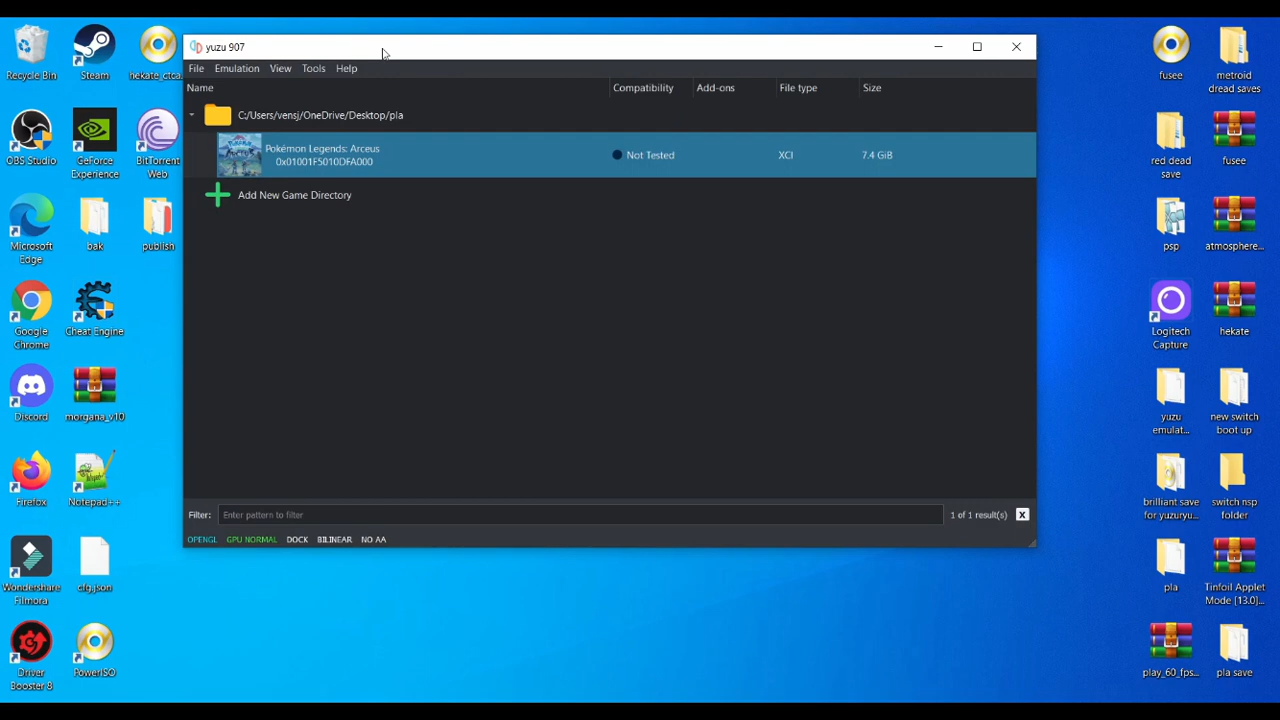 yuzu 907
File Emulation View Tools Help
Name Compatibility Add-ons File type Size
C:/Users/vensj/OneDrive/Desktop/pla
Pokémon Legends: Arceus
0x01001F5010DFA000
Not Tested XCI 7.4 GiB
Add New Game Directory
Filter: Enter pattern to filter 1 of 1 result(s) X
OPENGL GPU NORMAL DOCK BILINEAR NO AA
Recycle Bin
Steam
OBS Studio
GeForce
Experience
BitTorrent
Web
Microsoft
Edge
bak
publish
Google
Chrome
Cheat Engine
Discord
morgana_v10
Firefox
Notepad++
Wondershare
Filmora
cfg.json
Driver
Booster 8
PowerISO
fusee
metroid
dread saves
red dead
save
fusee
psp
atmosphere...
Logitech
Capture
hekate
yuzu
emulat...
new switch
boot up
brilliant save
for yuzuryu...
switch nsp
folder
pla
Tinfoil Applet
Mode [13.0]...
play_60_fps...
pla save